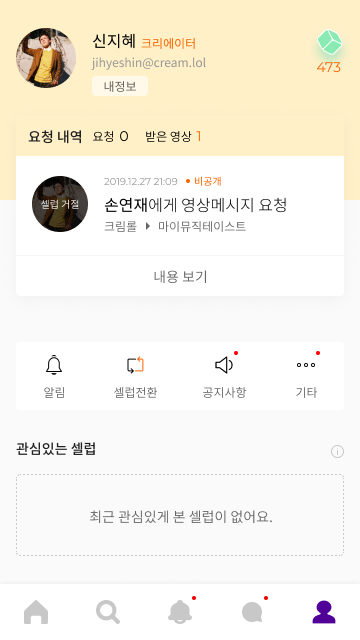 신지혜 크리에이터
jihyeshin@cream.lol
내정보
473
요청 내역 요청 0 받은 영상 1
2019.12.27 21:09 비공개
셀럽 거절
손연재에게 영상메시지 요청
크림롤 마이뮤직테이스트
내용 보기
알림 셀럽전환 공지사항 기타
관심있는 셀럽
최근 관심있게 본 셀럽이 없어요.